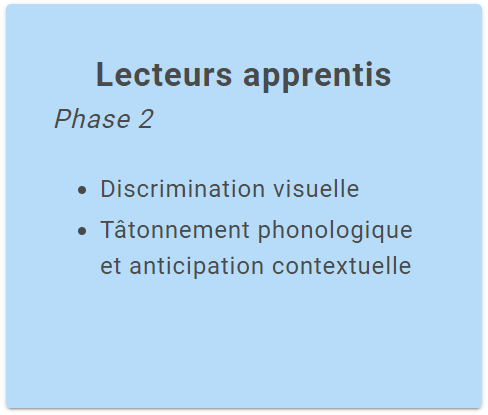 Lecteurs apprentis
Phase 2
• Discrimination visuelle
• Tâtonnement phonologique
et anticipation contextuelle